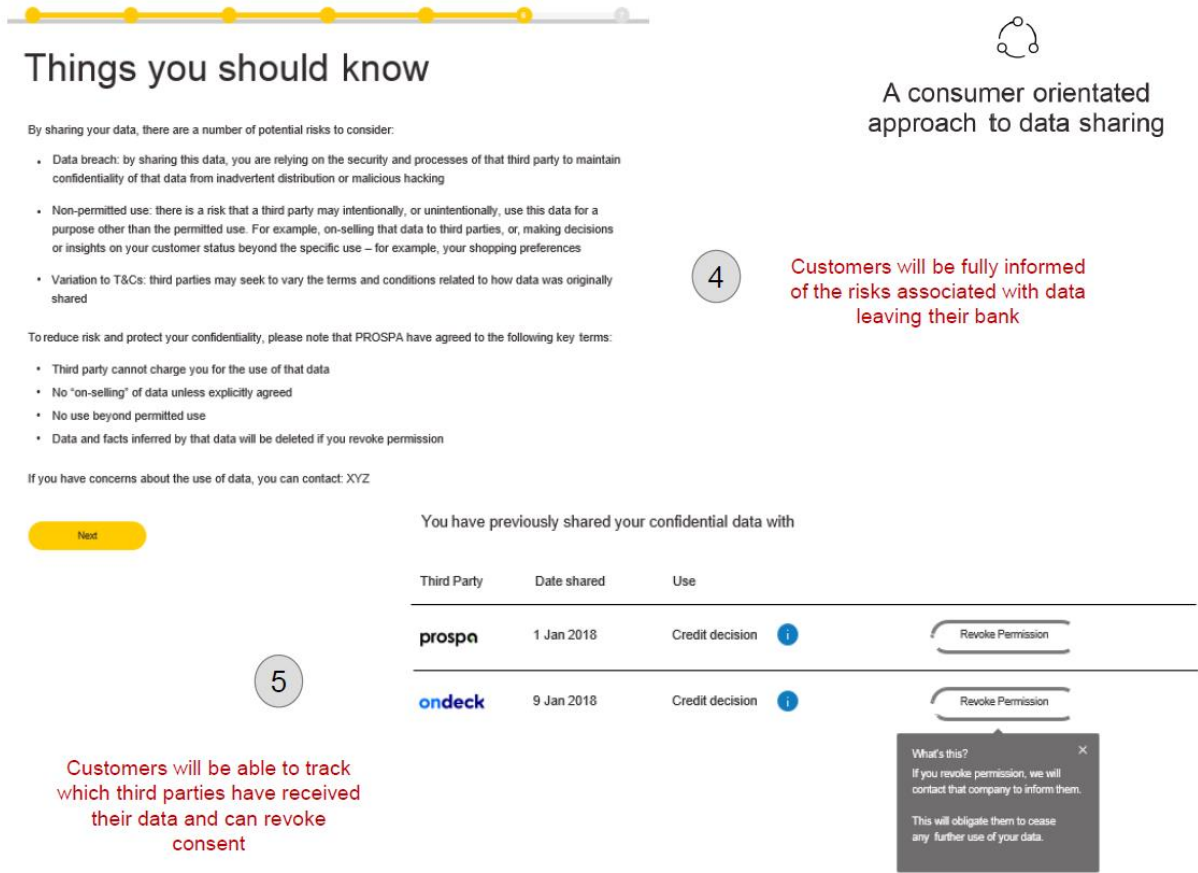 6
7
Things you should know
By sharing your data, there are a number of potential risks to consider:
• Data breach: by sharing this data, you are relying on the security and processes of that third party to maintain
confidentiality of that data from inadvertent distribution or malicious hacking
• Non-permitted use: there is a risk that a third party may intentionally, or unintentionally, use this data for a
purpose other than the permitted use. For example, on-selling that data to third parties, or, making decisions
or insights on your customer status beyond the specific use – for example, your shopping preferences
• Variation to T&Cs: third parties may seek to vary the terms and conditions related to how data was originally
shared
To reduce risk and protect your confidentiality, please note that PROSPA have agreed to the following key terms:
• Third party cannot charge you for the use of that data
• No "on-selling" of data unless explicitly agreed
• No use beyond permitted use
• Data and facts inferred by that data will be deleted if you revoke permission
If you have concerns about the use of data, you can contact: XYZ
Next
A consumer orientated
approach to data sharing
4
Customers will be fully informed
of the risks associated with data
leaving their bank
You have previously shared your confidential data with
Third Party Date shared Use
prospa 1 Jan 2018 Credit decision i Revoke Permission
ondeck 9 Jan 2018 Credit decision i Revoke Permission
What's this? ×
If you revoke permission, we will
contact that company to inform them.
This will obligate them to cease
any further use of your data.
5
Customers will be able to track
which third parties have received
their data and can revoke
consent